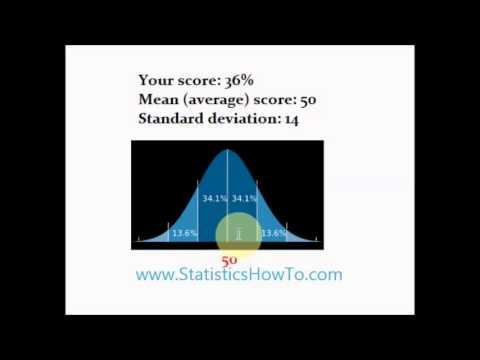 Your score: 36%
Mean (average) score: 50
Standard deviation: 14
34.1% 34.1%
13.6% 13.6%
50
www.StatisticsHowTo.com